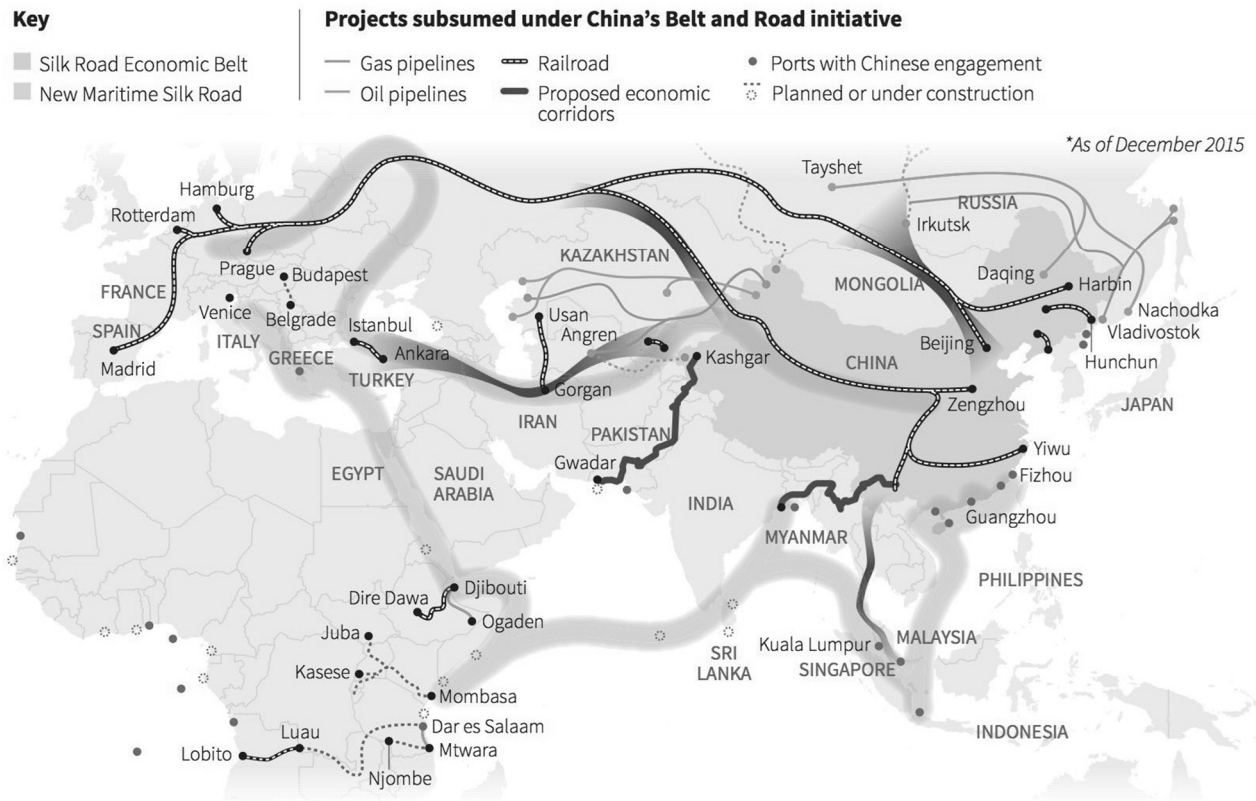 Key
Silk Road Economic Belt
New Maritime Silk Road
Projects subsumed under China’s Belt and Road initiative
Gas pipelines
Oil pipelines
Railroad
Proposed economic
corridors
Ports with Chinese engagement
Planned or under construction
*As of December 2015
Tayshet
Hamburg
Rotterdam
RUSSIA
Irkutsk
KAZAKHSTAN
Prague
Budapest
Daqing
Harbin
MONGOLIA
FRANCE
Venice
Belgrade
Nachodka
Usan
Istanbul
Angren
Vladivostok
SPAIN
ITALY
Beijing
Ankara
Kashgar
GREECE
CHINA
Hunchun
Madrid
TURKEY
Gorgan
Zengzhou
JAPAN
IRAN
PAKISTAN
Yiwu
Gwadar
EGYPT
SAUDI
ARABIA
Fizhou
INDIA
Guangzhou
MYANMAR
PHILIPPINES
Djibouti
Dire Dawa
Ogaden
Juba
MALAYSIA
Kuala Lumpur
SRI
LANKA
SINGAPORE
Kasese
Mombasa
Dar es Salaam
INDONESIA
Luau
Lobito
Mtwara
Njombe